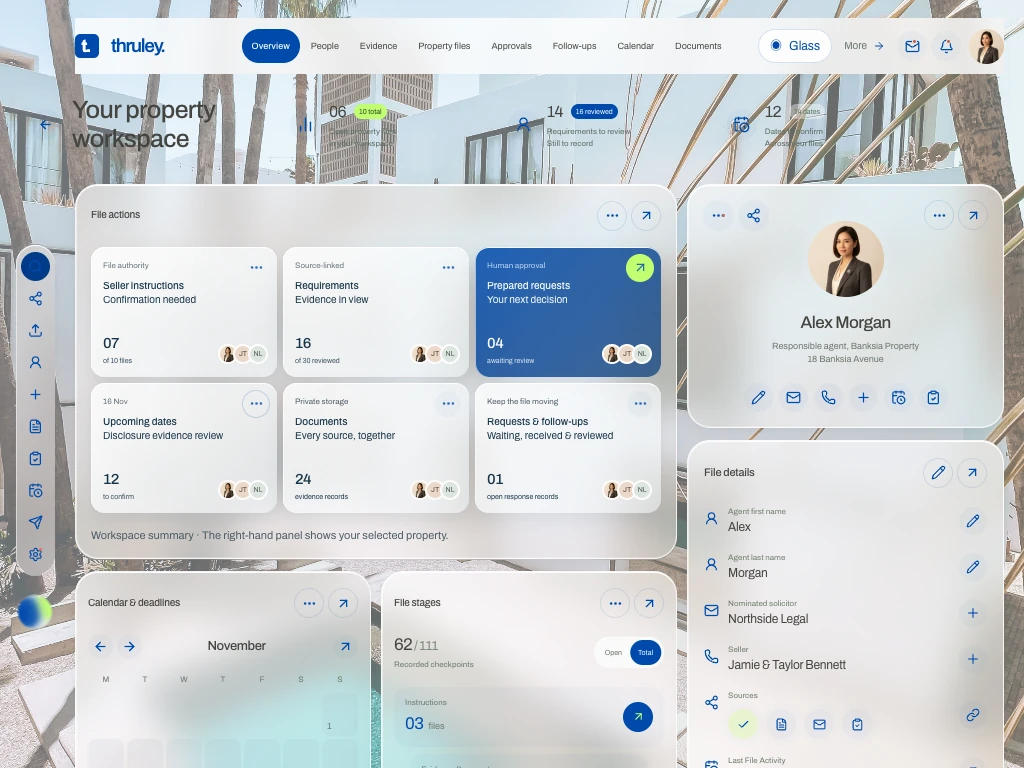 thruley.
Overview
People
Evidence
Property files
Approvals
Follow-ups
Calendar
Documents
Glass
More
Your property
workspace
06
10 total
14
16 reviewed
Requirements to review
Still to record
12
dates
Dates to confirm
Across your files
File actions
File authority
Seller instructions
Confirmation needed
07
of 10 files
JT
NL
Source-linked
Requirements
Evidence in view
16
of 30 reviewed
JT
NL
Human approval
Prepared requests
Your next decision
04
awaiting review
JT
NL
16 Nov
Upcoming dates
Disclosure evidence review
12
to confirm
JT
NL
Private storage
Documents
Every source, together
24
evidence records
JT
NL
Keep the file moving
Requests & follow-ups
Waiting, received & reviewed
01
open response records
JT
NL
Workspace summary · The right-hand panel shows your selected property.
Alex Morgan
Responsible agent, Banksia Property
18 Banksia Avenue
File details
Agent first name
Alex
Agent last name
Morgan
Nominated solicitor
Northside Legal
Seller
Jamie & Taylor Bennett
Sources
Last File Activity
Calendar & deadlines
November
M T W T F S S
1
File stages
62 / 111
Recorded checkpoints
Open
Total
Instructions
03 files